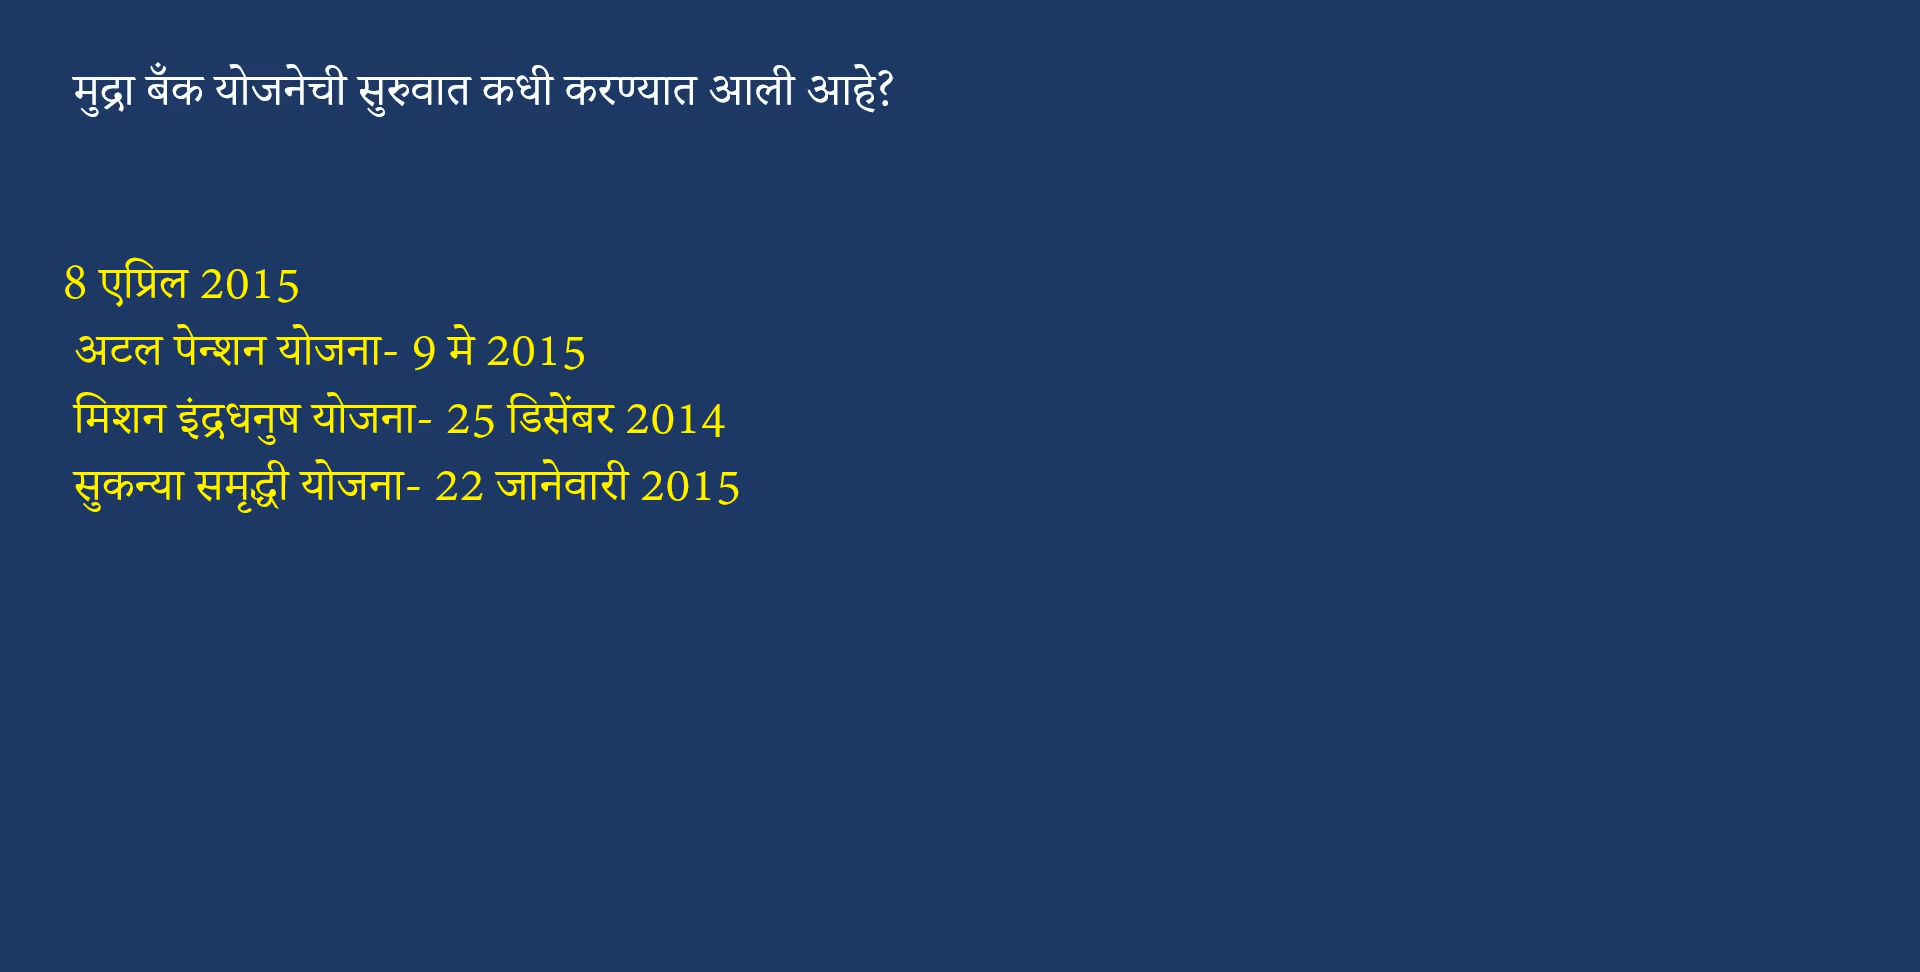 मुद्रा बँक योजनेची सुरुवात कधी करण्यात आली आहे?
8 एप्रिल 2015
अटल पेन्शन योजना- 9 मे 2015
मिशन इंद्रधनुष योजना- 25 डिसेंबर 2014
सुकन्या समृद्धी योजना- 22 जानेवारी 2015